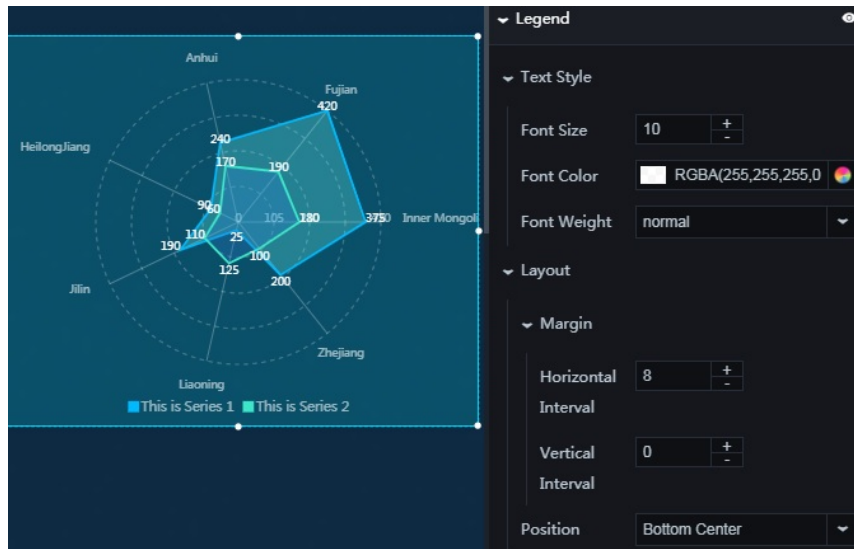 Legend
Anhui
Fujian
420
HeilongJiang
240
170
190
90
60
0
105
180
375
Inner Mongoli
190
110
25
100
125
200
Jilin
Zhejiang
Liaoning
This is Series 1
This is Series 2
Text Style
Font Size
10
+
-
Font Color
RGBA(255,255,255,0
Font Weight
normal
Layout
Margin
Horizontal
Interval
8
+
-
Vertical
Interval
0
+
-
Position
Bottom Center